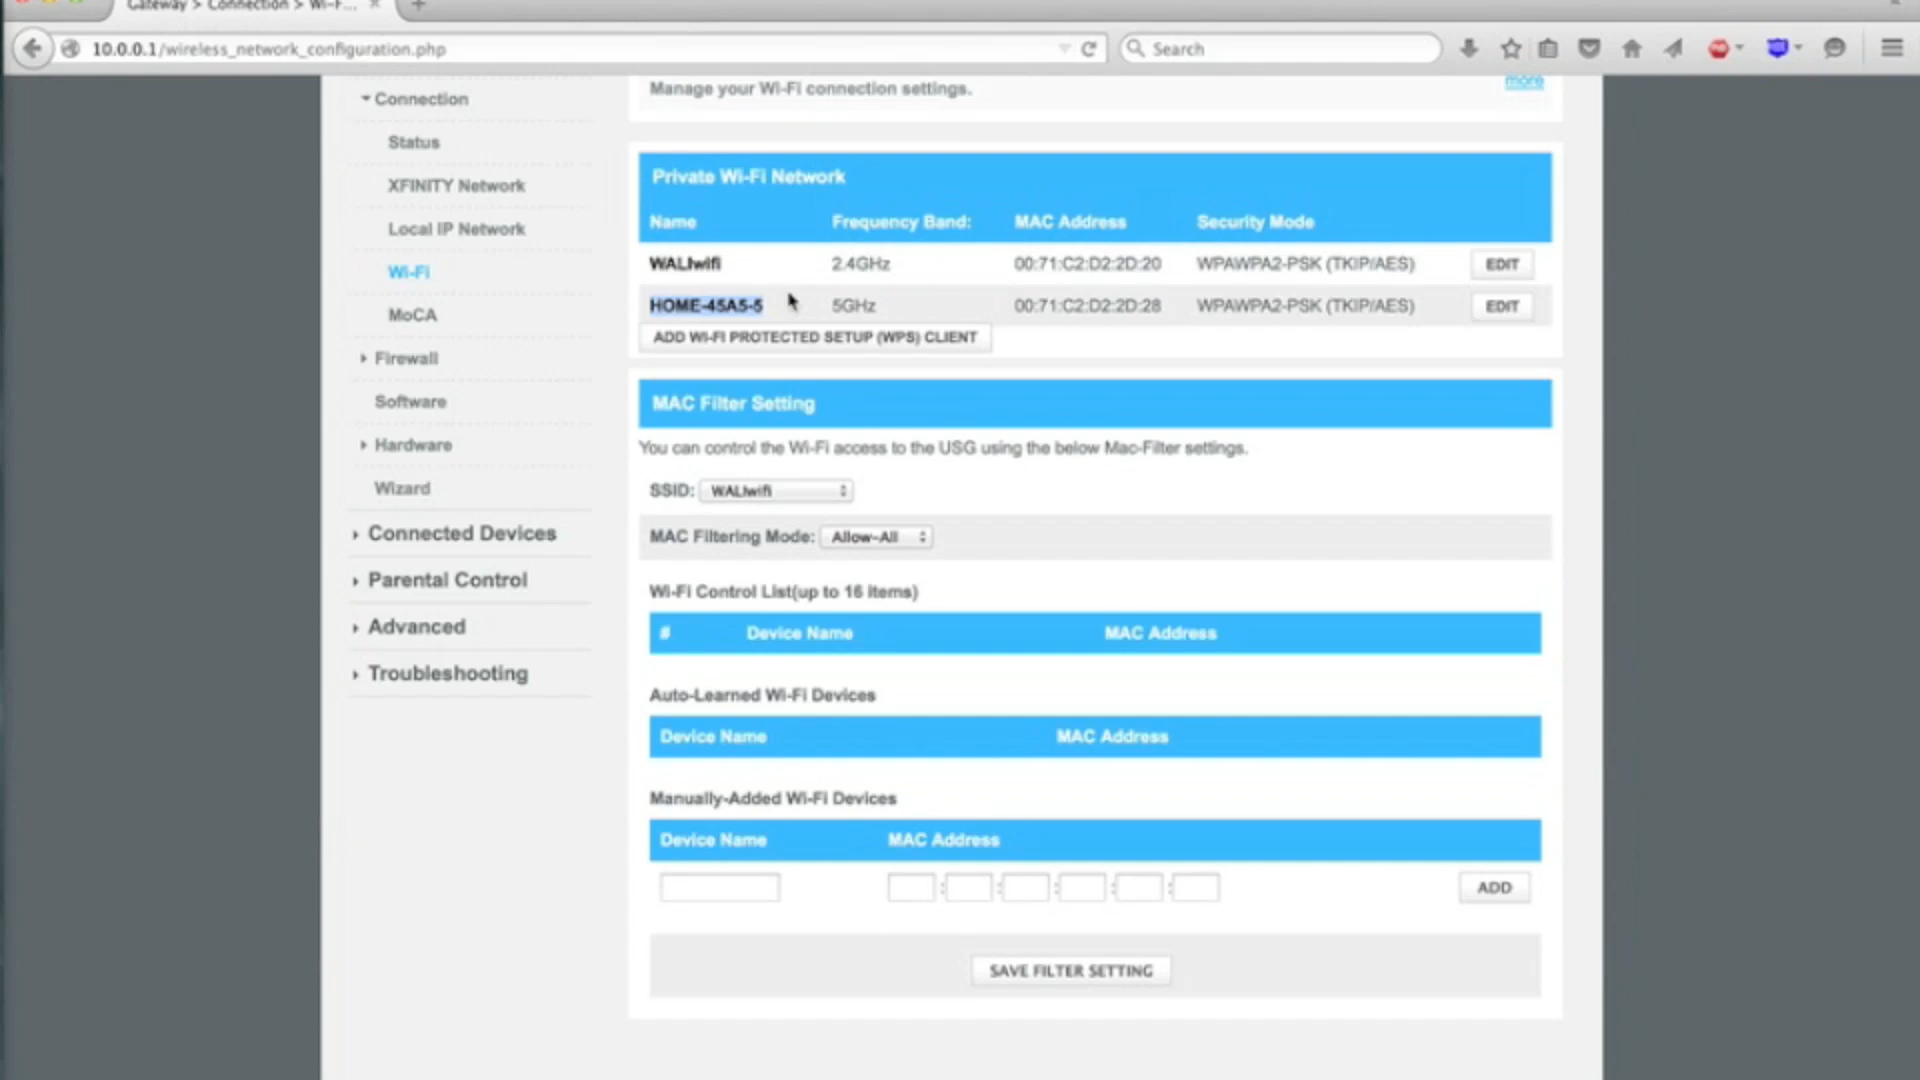 Gateway > Connection > Wi-F...
10.0.0.1/wireless_network_configuration.php
Search
Connection
Status
XFINITY Network
Local IP Network
Wi-Fi
MoCA
Firewall
Software
Hardware
Wizard
Connected Devices
Parental Control
Advanced
Troubleshooting
Manage your Wi-Fi connection settings.
more
Private Wi-Fi Network
Name Frequency Band: MAC Address Security Mode
WALIwifi 2.4GHz 00:71:C2:D2:2D:20 WPAWPA2-PSK (TKIP/AES) EDIT
HOME-45A5-5 5GHz 00:71:C2:D2:2D:28 WPAWPA2-PSK (TKIP/AES) EDIT
ADD WI-FI PROTECTED SETUP (WPS) CLIENT
MAC Filter Setting
You can control the Wi-Fi access to the USG using the below Mac-Filter settings.
SSID: WALIwifi
MAC Filtering Mode: Allow-All
Wi-Fi Control List(up to 16 items)
# Device Name MAC Address
Auto-Learned Wi-Fi Devices
Device Name MAC Address
Manually-Added Wi-Fi Devices
Device Name MAC Address
: : : : : ADD
SAVE FILTER SETTING